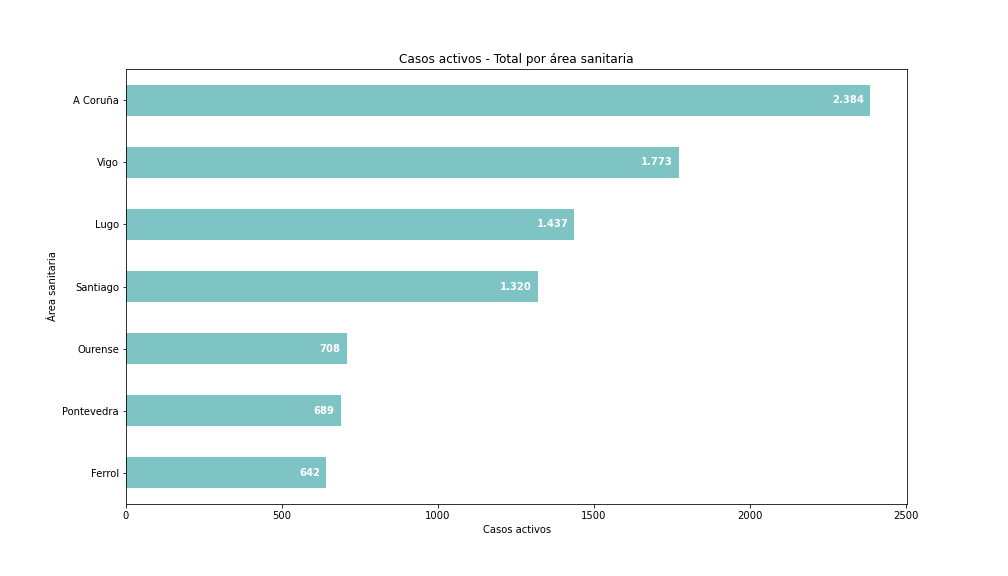 Casos activos - Total por área sanitaria
A Coruña
2.384
Vigo
1.773
Lugo
1.437
Santiago
1.320
Ourense
708
Pontevedra
689
Ferrol
642
Área sanitaria
0 500 1000 1500 2000 2500
Casos activos